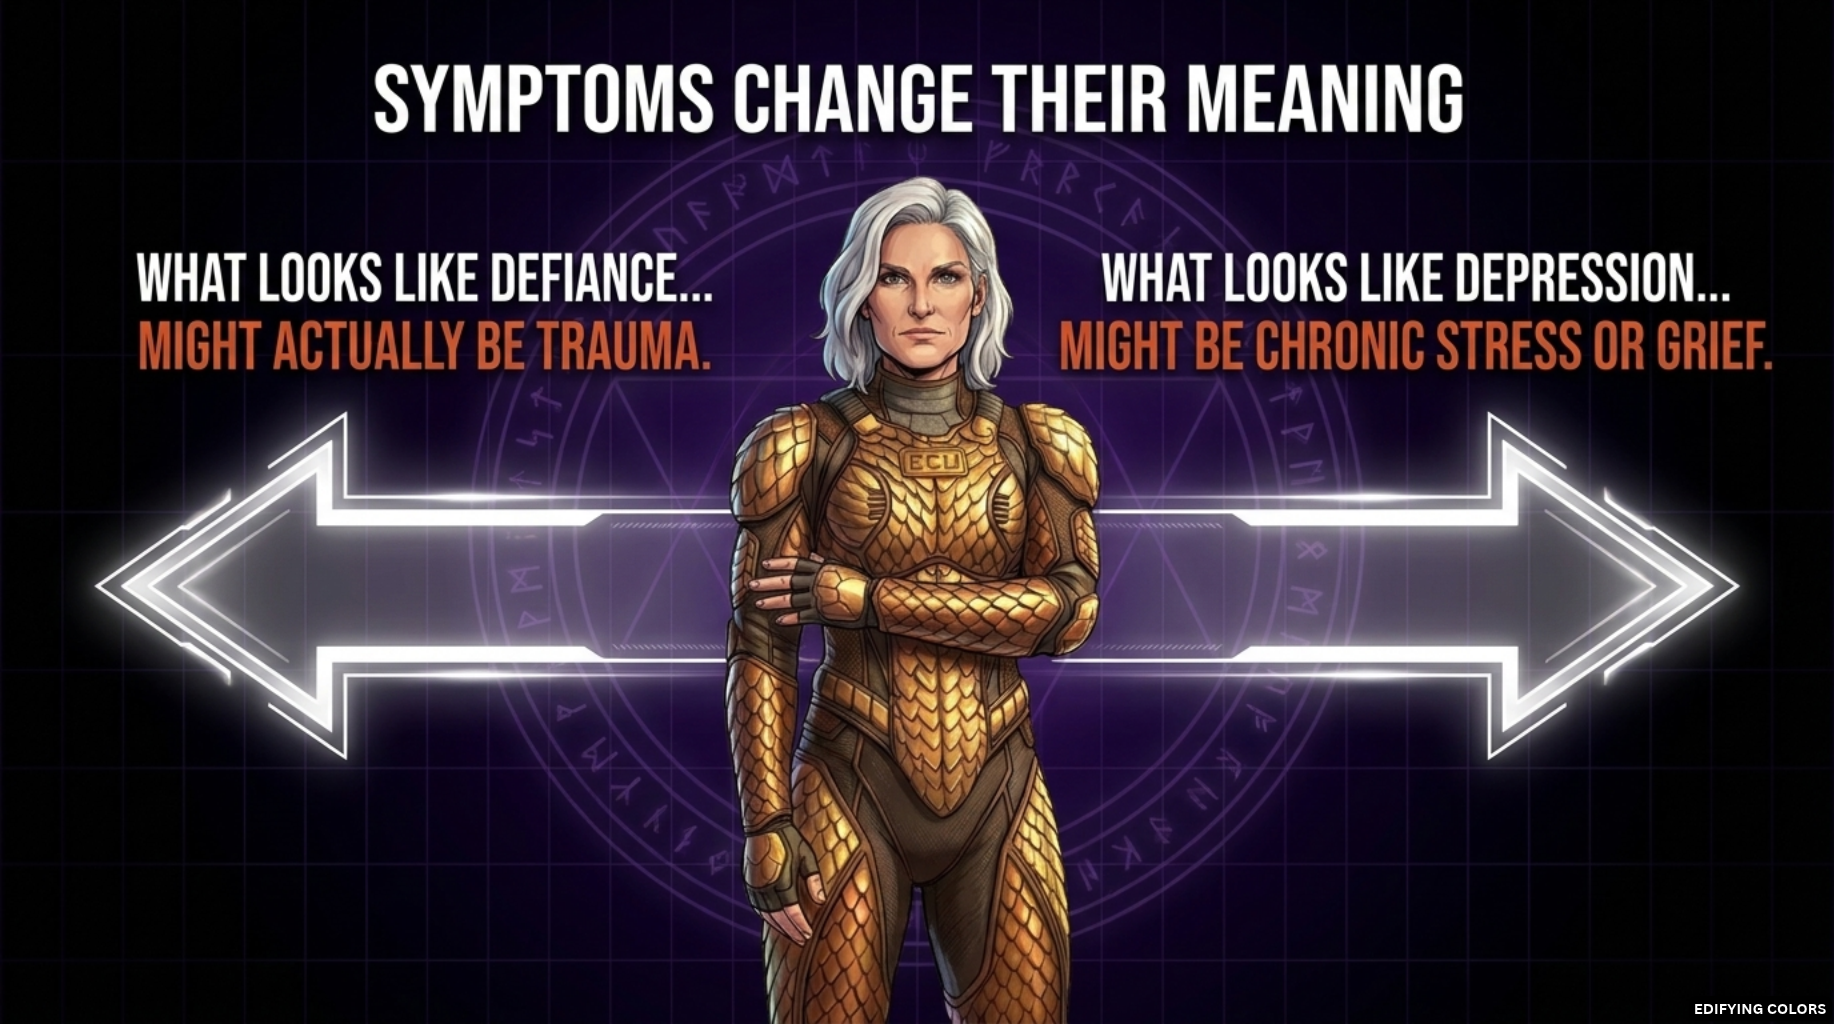 SYMPTOMS CHANGE THEIR MEANING
WHAT LOOKS LIKE DEFIANCE...
MIGHT ACTUALLY BE TRAUMA.
WHAT LOOKS LIKE DEPRESSION...
MIGHT BE CHRONIC STRESS OR GRIEF.
ECU
EDIFYING COLORS